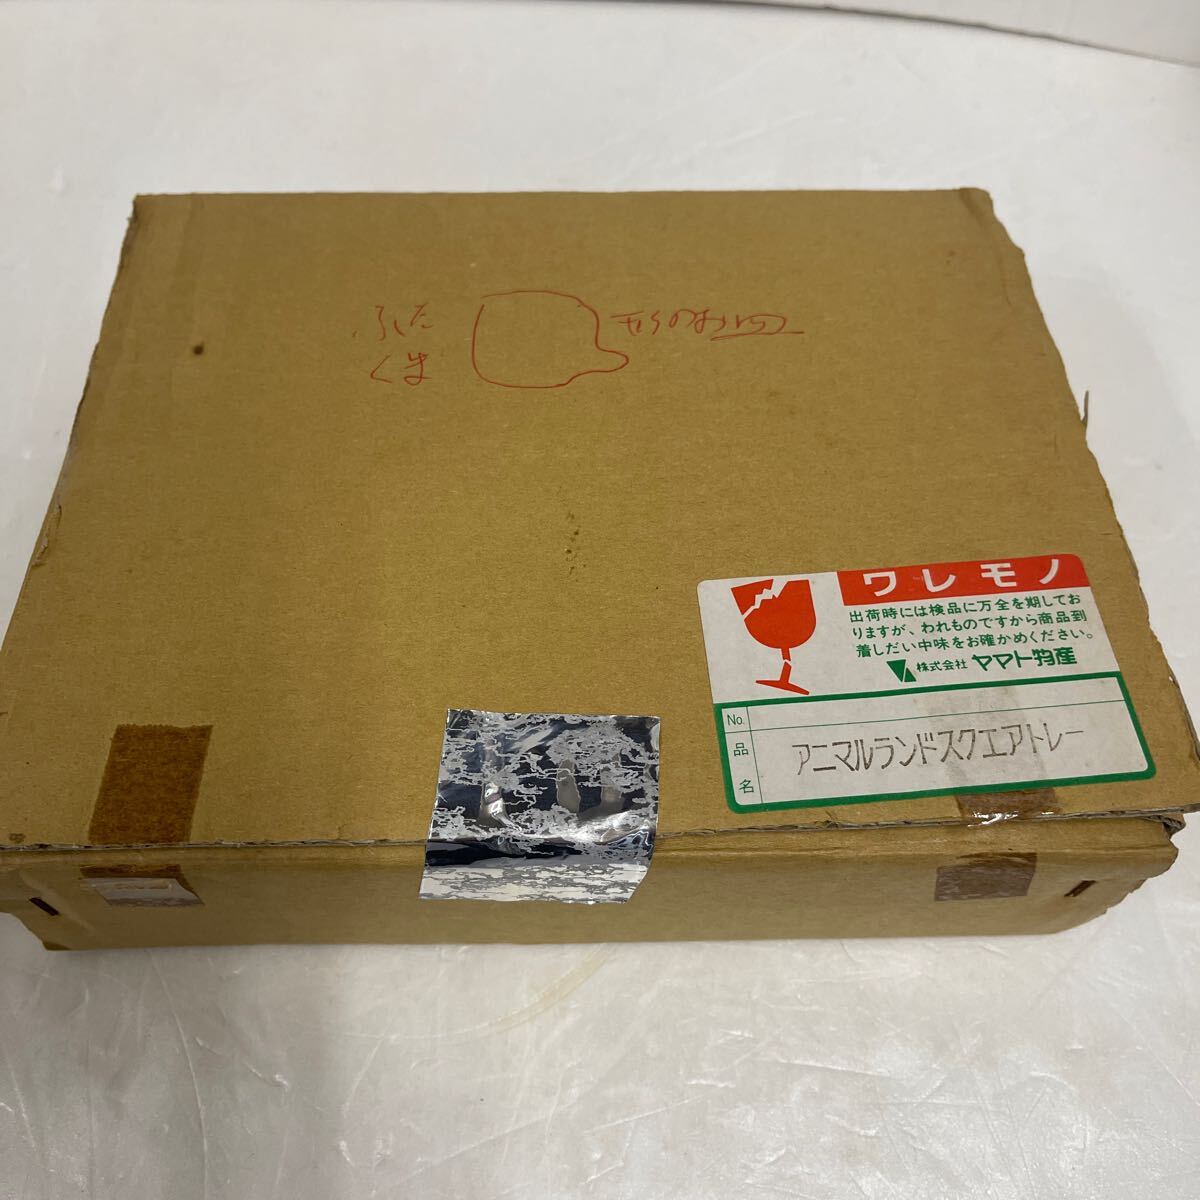 ふた
くま
ワレモノ
出荷時には検品に万全を期してお
りますが、われものですから商品到
着しだい中味をお確かめください。
株式会社 ヤマト物産
No.
品名
アニマルランドスクエアトレー